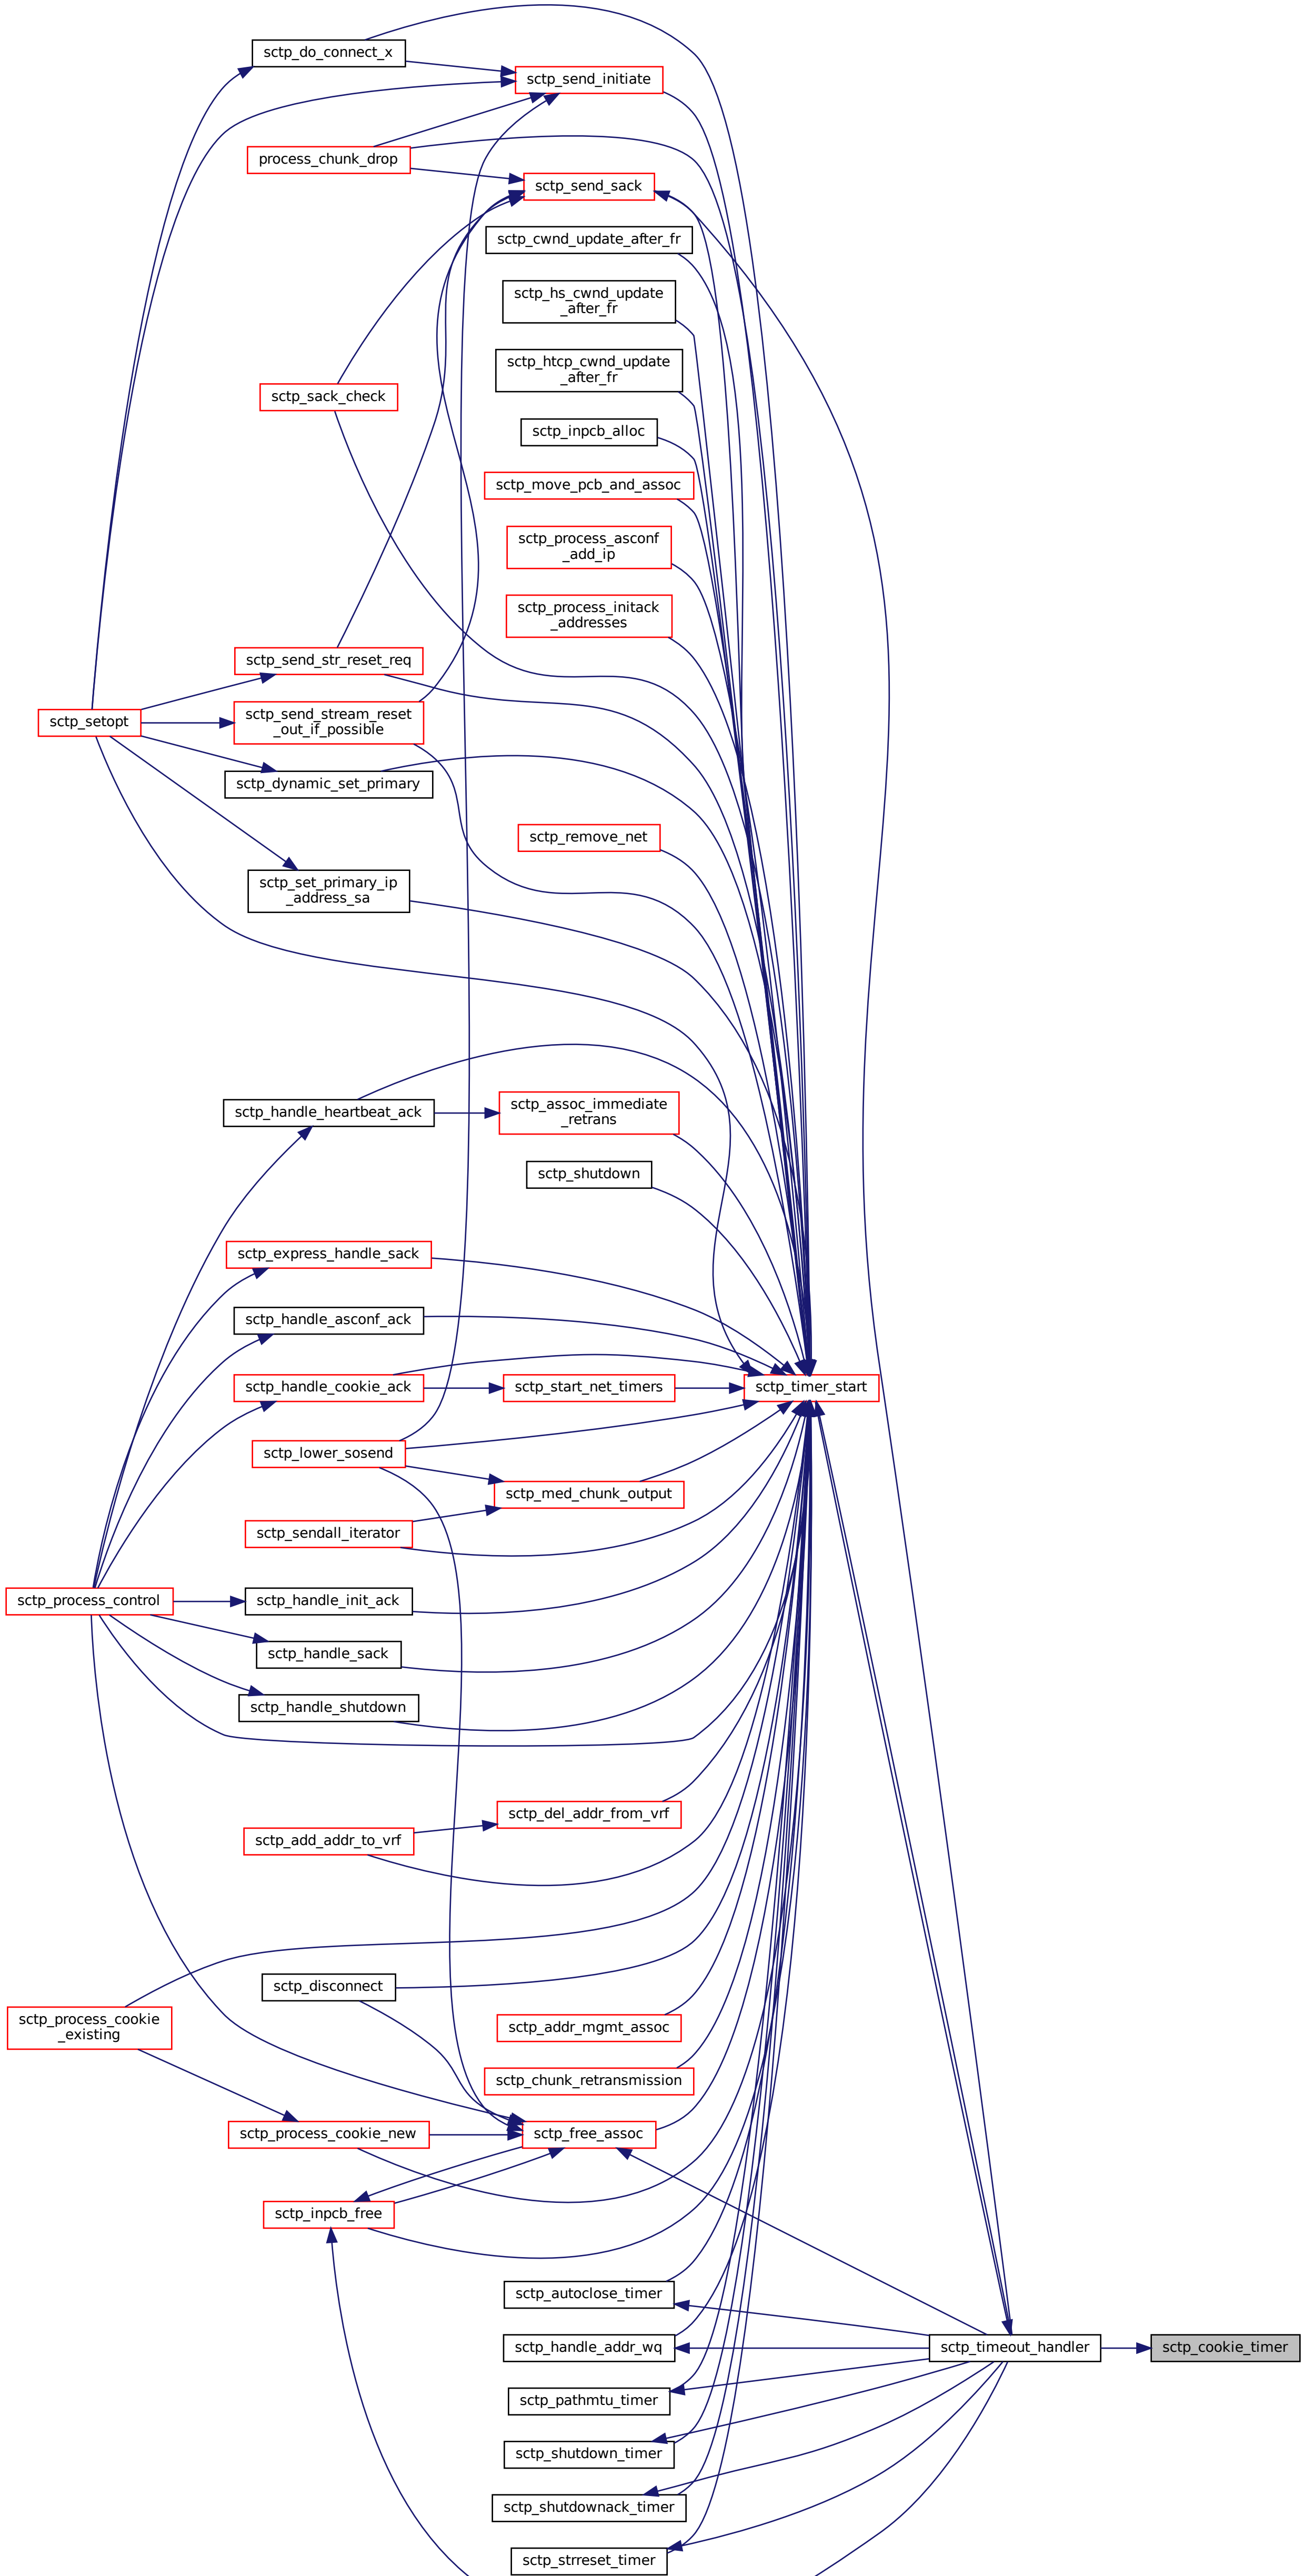 sctp_do_connect_x
sctp_send_initiate
process_chunk_drop
sctp_send_sack
sctp_cwnd_update_after_fr
sctp_hs_cwnd_update
_after_fr
sctp_htcp_cwnd_update
_after_fr
sctp_sack_check
sctp_inpcb_alloc
sctp_move_pcb_and_assoc
sctp_process_asconf
_add_ip
sctp_process_initack
_addresses
sctp_send_str_reset_req
sctp_setopt
sctp_send_stream_reset
_out_if_possible
sctp_dynamic_set_primary
sctp_remove_net
sctp_set_primary_ip
_address_sa
sctp_handle_heartbeat_ack
sctp_assoc_immediate
_retrans
sctp_shutdown
sctp_express_handle_sack
sctp_handle_asconf_ack
sctp_handle_cookie_ack
sctp_start_net_timers
sctp_timer_start
sctp_lower_sosend
sctp_med_chunk_output
sctp_sendall_iterator
sctp_process_control
sctp_handle_init_ack
sctp_handle_sack
sctp_handle_shutdown
sctp_del_addr_from_vrf
sctp_add_addr_to_vrf
sctp_disconnect
sctp_process_cookie
_existing
sctp_addr_mgmt_assoc
sctp_chunk_retransmission
sctp_process_cookie_new
sctp_free_assoc
sctp_inpcb_free
sctp_autoclose_timer
sctp_handle_addr_wq
sctp_timeout_handler
sctp_cookie_timer
sctp_pathmtu_timer
sctp_shutdown_timer
sctp_shutdownack_timer
sctp_strreset_timer